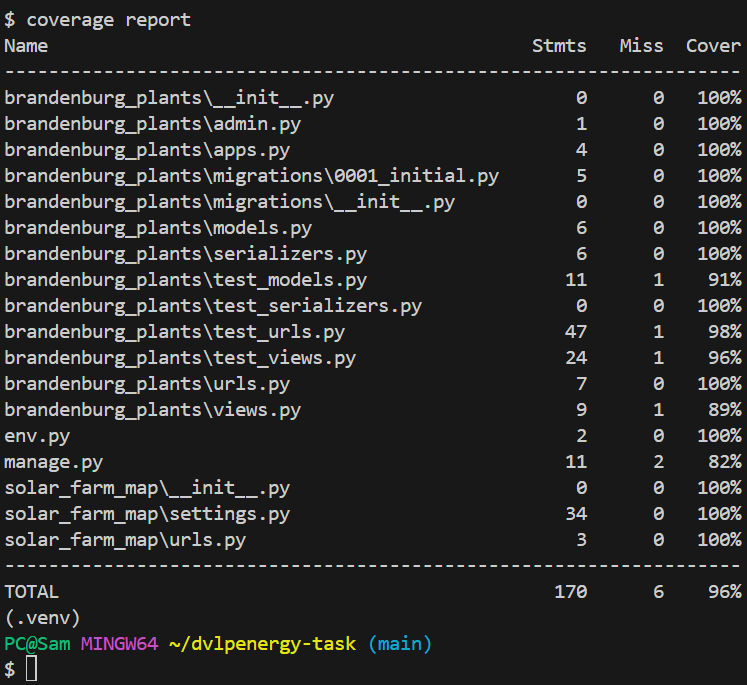 $ coverage report
Name                                            Stmts   Miss  Cover
-------------------------------------------------------------------
brandenburg_plants\__init__.py                      0      0   100%
brandenburg_plants\admin.py                         1      0   100%
brandenburg_plants\apps.py                          4      0   100%
brandenburg_plants\migrations\0001_initial.py       5      0   100%
brandenburg_plants\migrations\__init__.py           0      0   100%
brandenburg_plants\models.py                        6      0   100%
brandenburg_plants\serializers.py                   6      0   100%
brandenburg_plants\test_models.py                  11      1    91%
brandenburg_plants\test_serializers.py              0      0   100%
brandenburg_plants\test_urls.py                    47      1    98%
brandenburg_plants\test_views.py                   24      1    96%
brandenburg_plants\urls.py                          7      0   100%
brandenburg_plants\views.py                         9      1    89%
env.py                                              2      0   100%
manage.py                                          11      2    82%
solar_farm_map\__init__.py                          0      0   100%
solar_farm_map\settings.py                         34      0   100%
solar_farm_map\urls.py                              3      0   100%
-------------------------------------------------------------------
TOTAL                                             170      6    96%
(.venv)
PC@Sam MINGW64 ~/dvlpenergy-task (main)
$